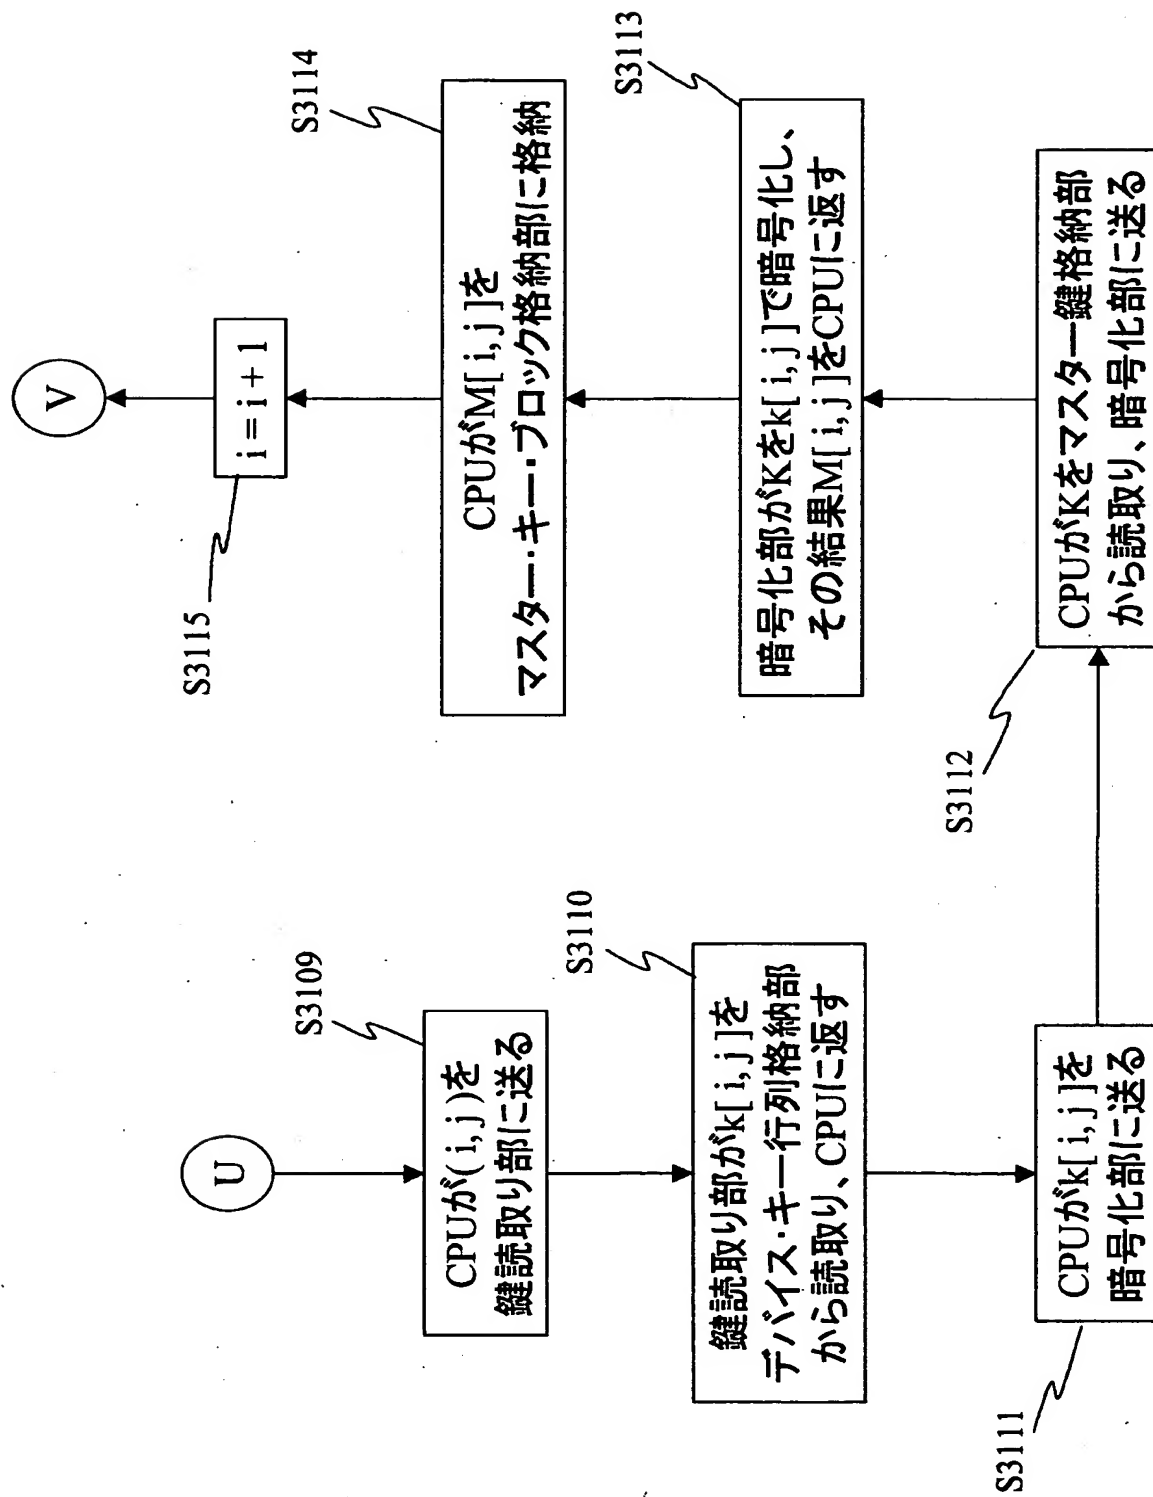 U
S3109
CPUが(i,j)を
鍵読取り部に送る
S3110
鍵読取り部がk[i,j]を
デバイス・キー行列格納部
から読取り、CPUに返す
S3111
CPUがk[i,j]を
暗号化部に送る
S3112
CPUがKをマスター鍵格納部
から読取り、暗号化部に送る
S3113
暗号化部がKをk[i,j]で暗号化し、
その結果M[i,j]をCPUに返す
S3114
CPUがM[i,j]を
マスター・キー・ブロック格納部に格納
S3115
i=i+1
V